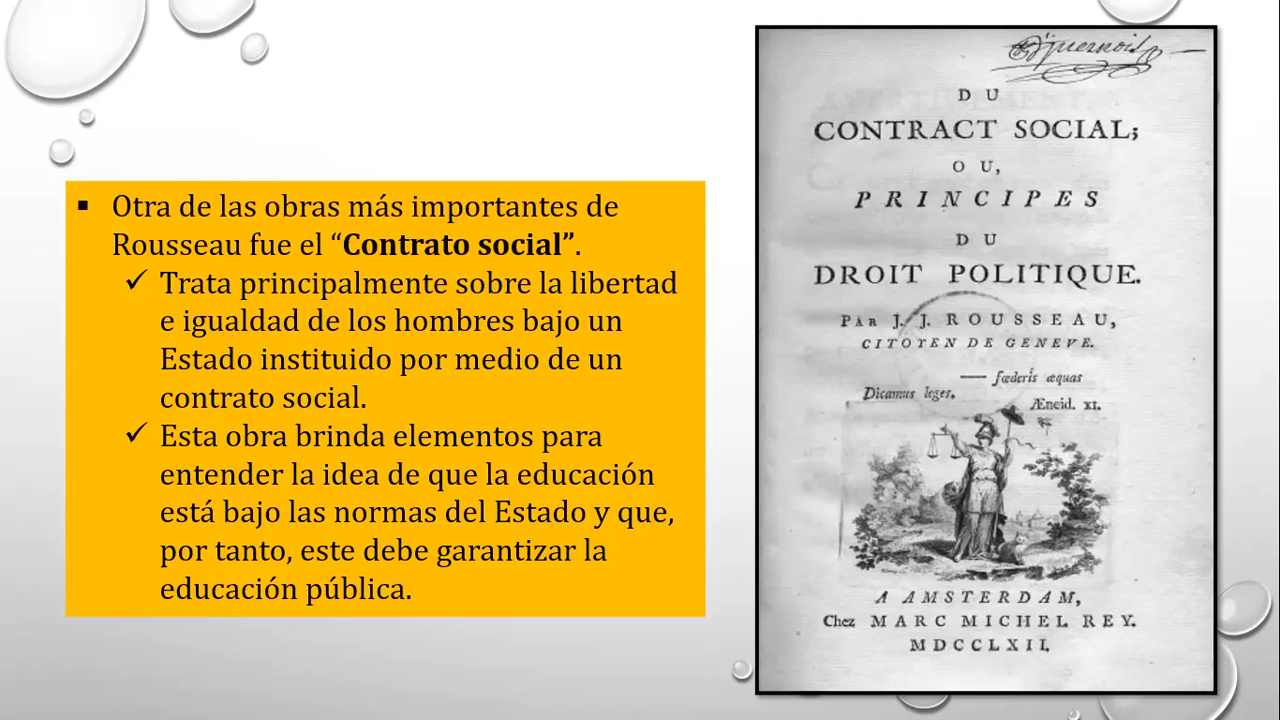 ▪ Otra de las obras más importantes de
Rousseau fue el “Contrato social”.
✓ Trata principalmente sobre la libertad
e igualdad de los hombres bajo un
Estado instituido por medio de un
contrato social.
✓ Esta obra brinda elementos para
entender la idea de que la educación
está bajo las normas del Estado y que,
por tanto, este debe garantizar la
educación pública.
DU
CONTRACT SOCIAL;
OU,
PRINCIPES
DU
DROIT POLITIQUE.
PAR J. J. ROUSSEAU,
CITOYEN DE GENEVE.
— fœderis æquas
Dicamus leges.
Æneid. XI.
A AMSTERDAM,
Chez MARC MICHEL REY.
MDCCLXII.